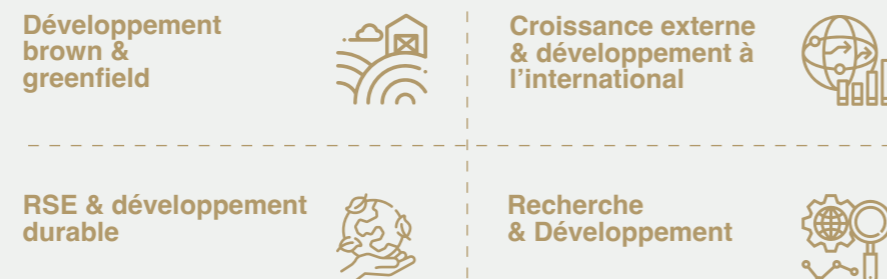 Développement
brown &
greenfield
Croissance externe
& développement à
l'international
RSE & développement
durable
Recherche
& Développement